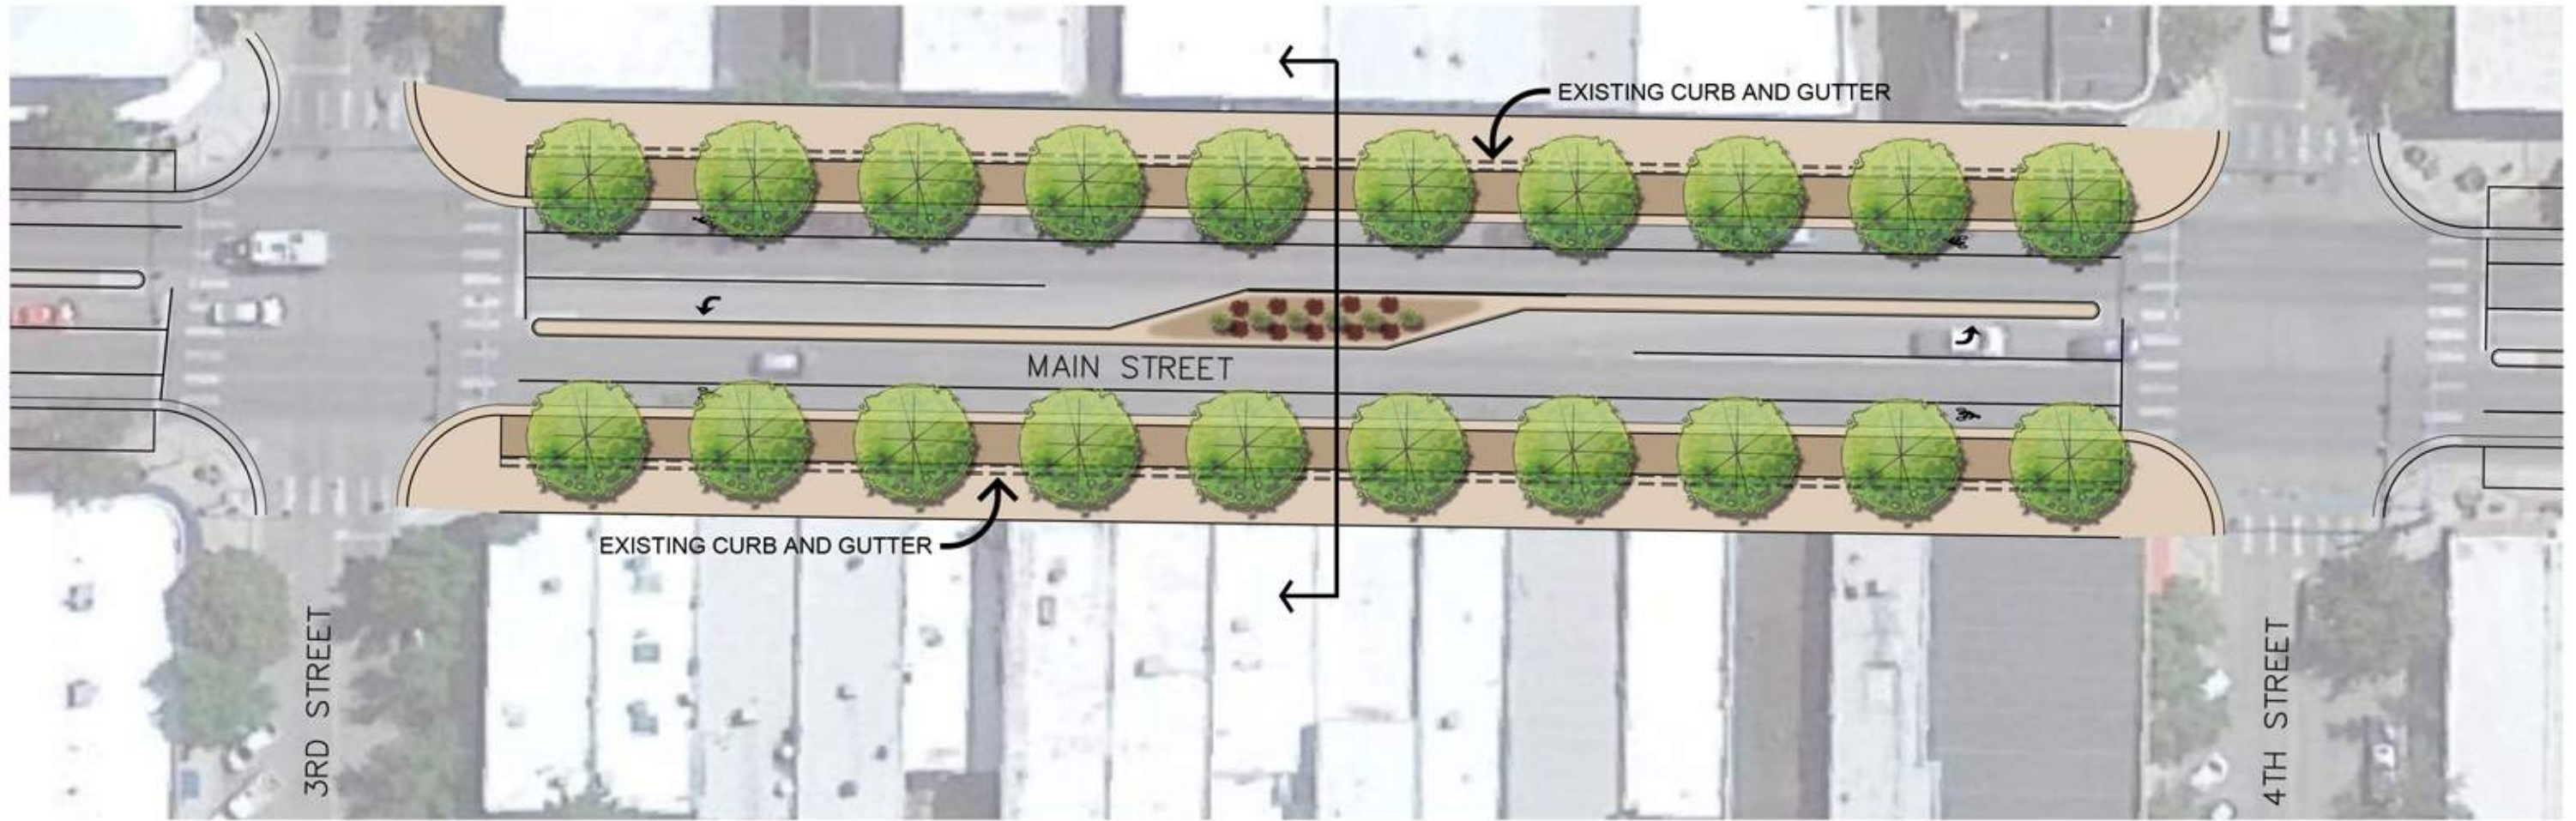 EXISTING CURB AND GUTTER
MAIN STREET
EXISTING CURB AND GUTTER
3RD STREET
4TH STREET